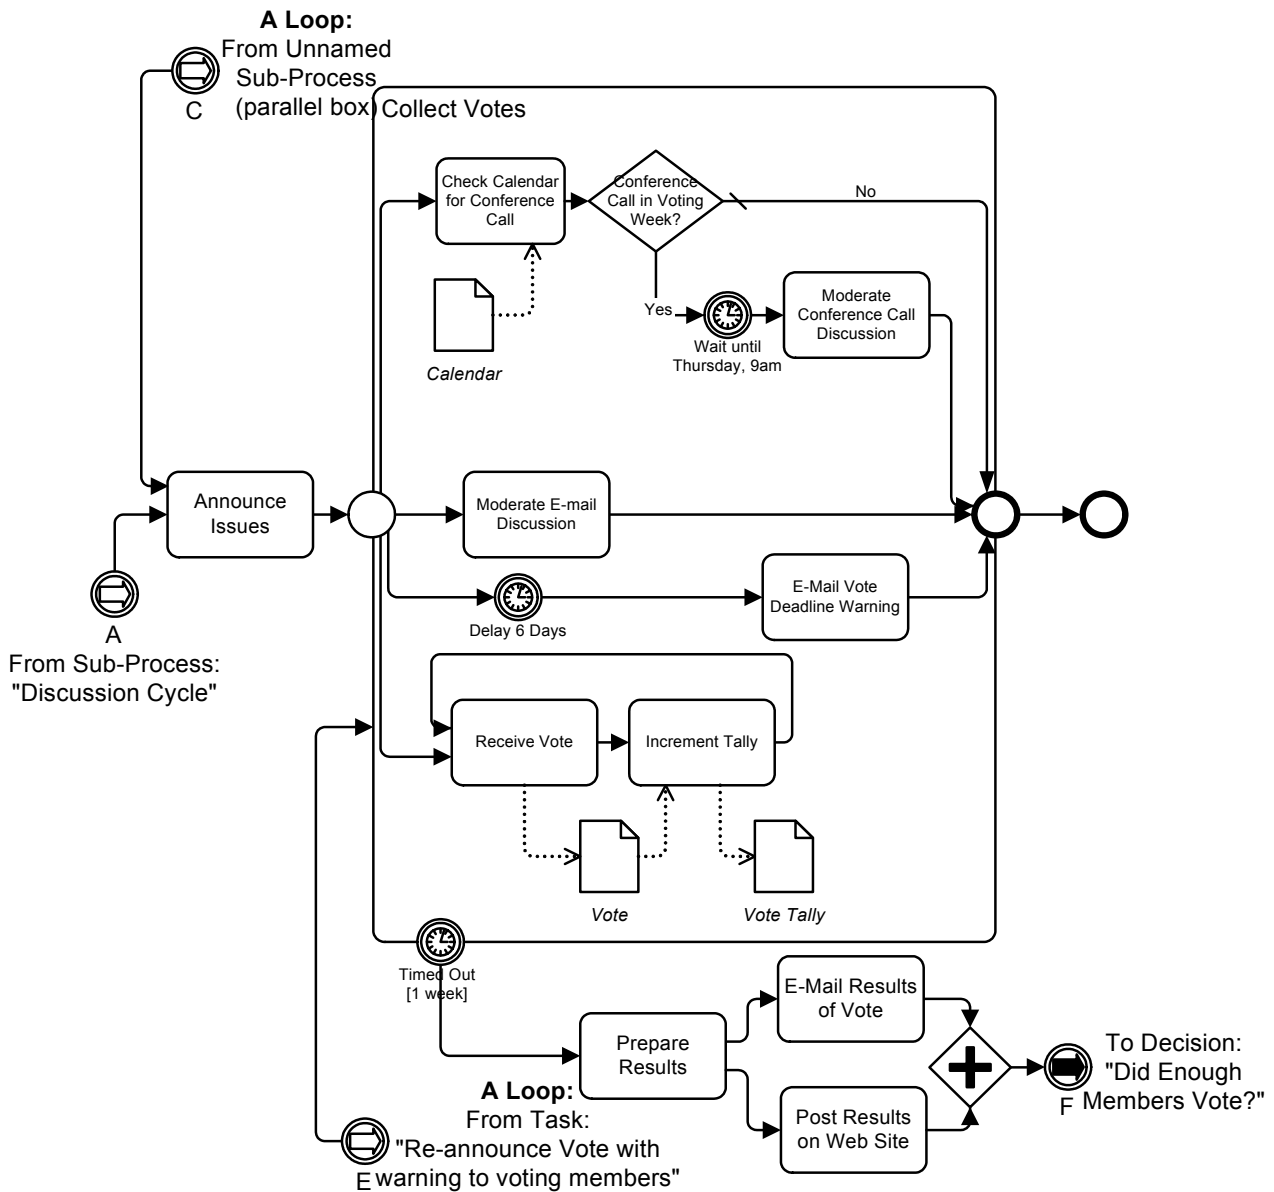 A Loop:
From Unnamed
Sub-Process
(parallel box)
C
Collect Votes
Check Calendar
for Conference
Call
Conference
Call in Voting
Week?
No
Yes
Calendar
Wait until
Thursday, 9am
Moderate
Conference Call
Discussion
Announce
Issues
Moderate E-mail
Discussion
A
From Sub-Process:
"Discussion Cycle"
Delay 6 Days
E-Mail Vote
Deadline Warning
Receive Vote
Increment Tally
Vote
Vote Tally
Timed Out
[1 week]
Prepare
Results
E-Mail Results
of Vote
Post Results
on Web Site
To Decision:
"Did Enough
Members Vote?"
F
A Loop:
From Task:
"Re-announce Vote with
warning to voting members"
E